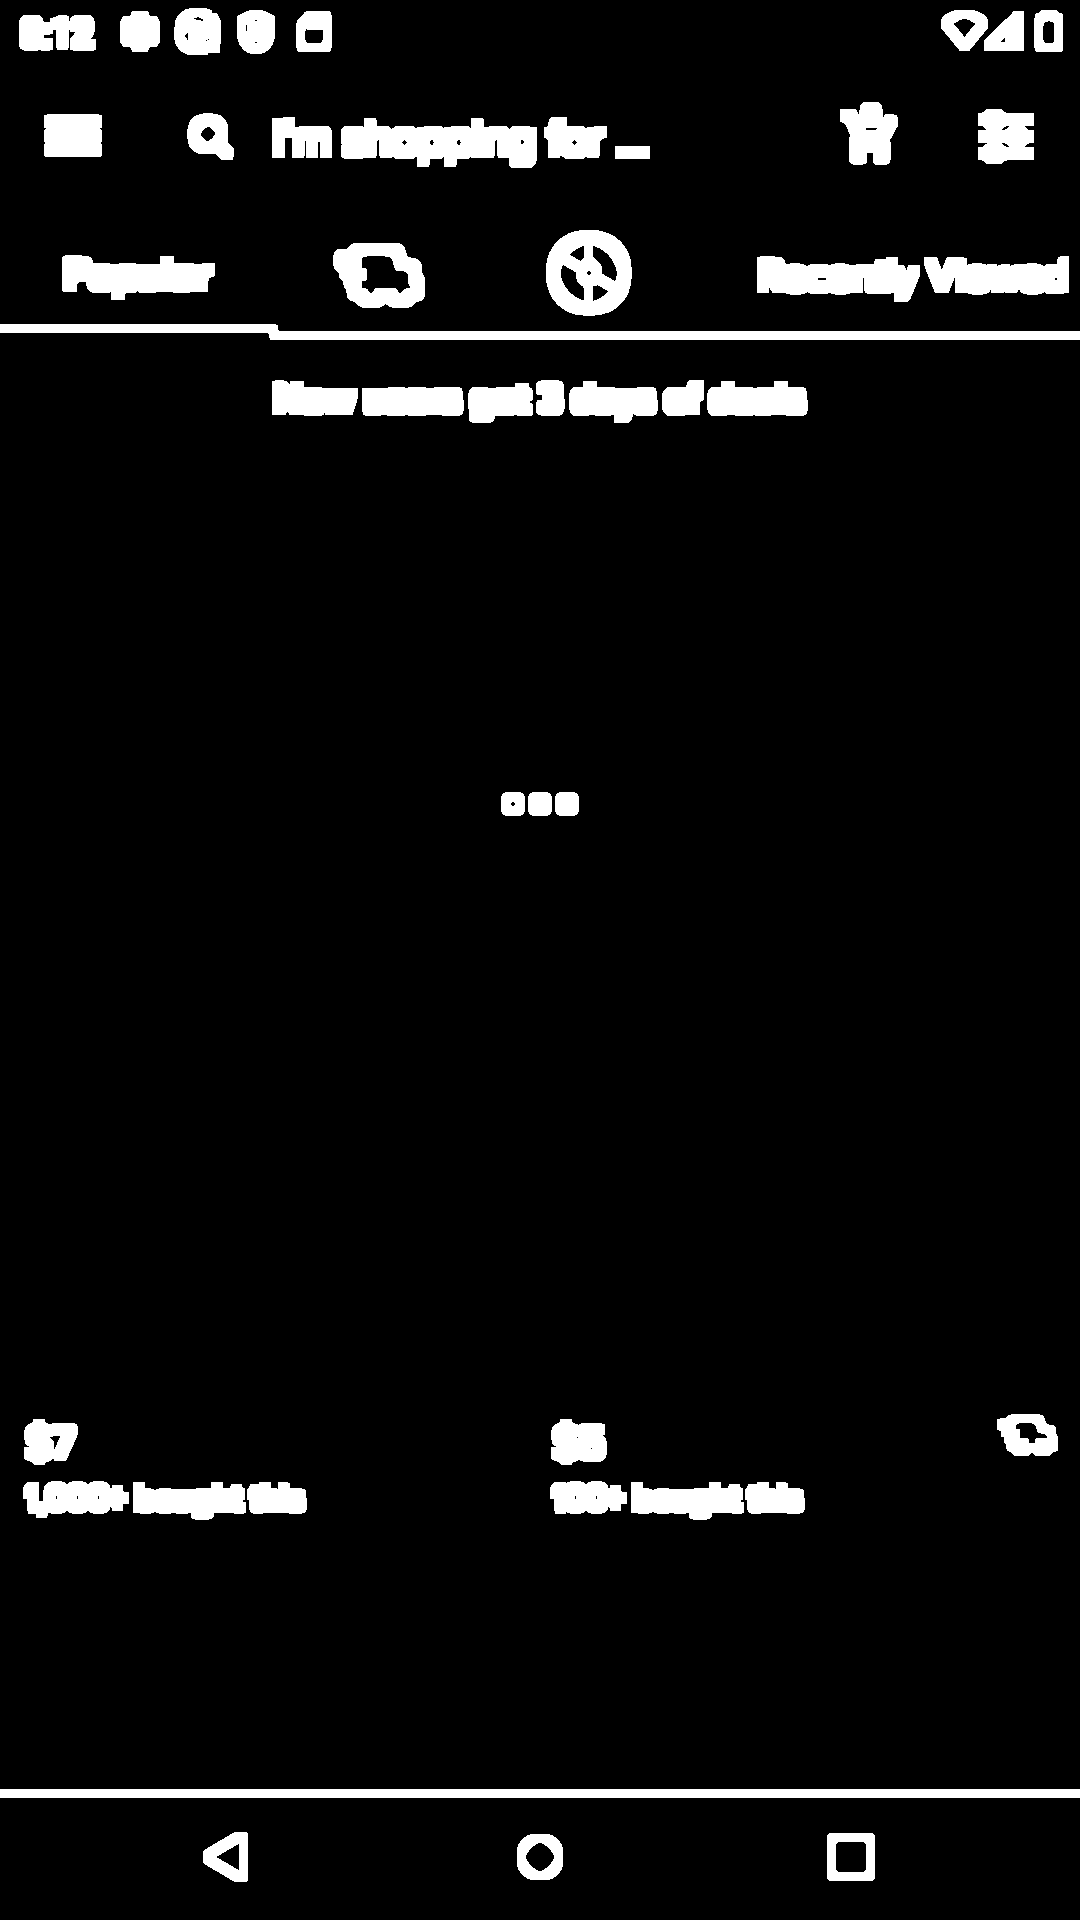 8:12
I'm shopping for ...
Popular
Recently Viewed
New users get 3 days of deals
$7
$5
1,000+ bought this
100+ bought this